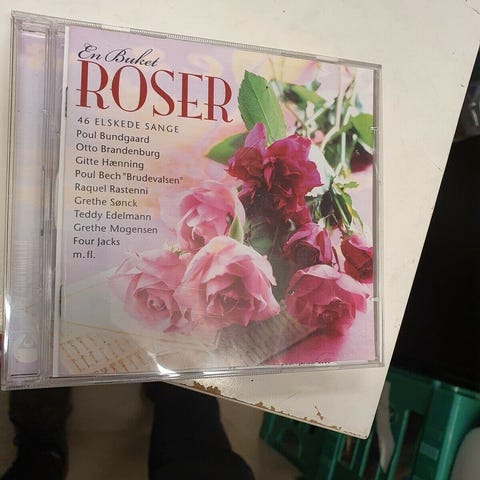 En Buket
ROSER
46 ELSKEDE SANGE
Poul Bundgaard
Otto Brandenburg
Gitte Hænning
Poul Bech "Brudevalsen"
Raquel Rastenni
Grethe Sønck
Teddy Edelmann
Grethe Mogensen
Four Jacks
m.fl.